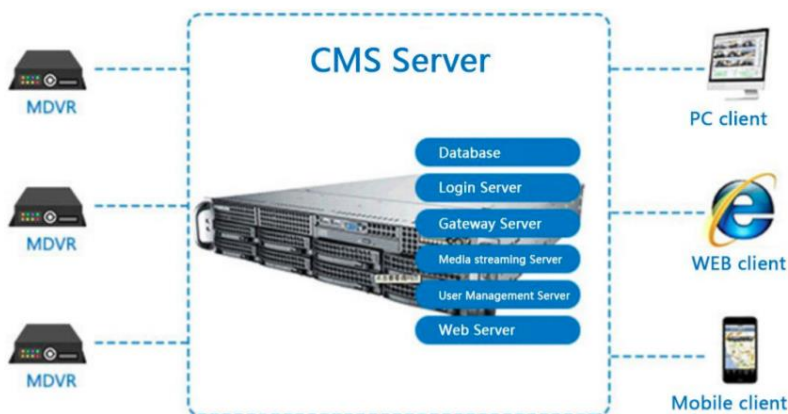 CMS Server
MDVR
MDVR
MDVR
Database
Login Server
Gateway Server
Media streaming Server
User Management Server
Web Server
PC client
WEB client
Mobile client